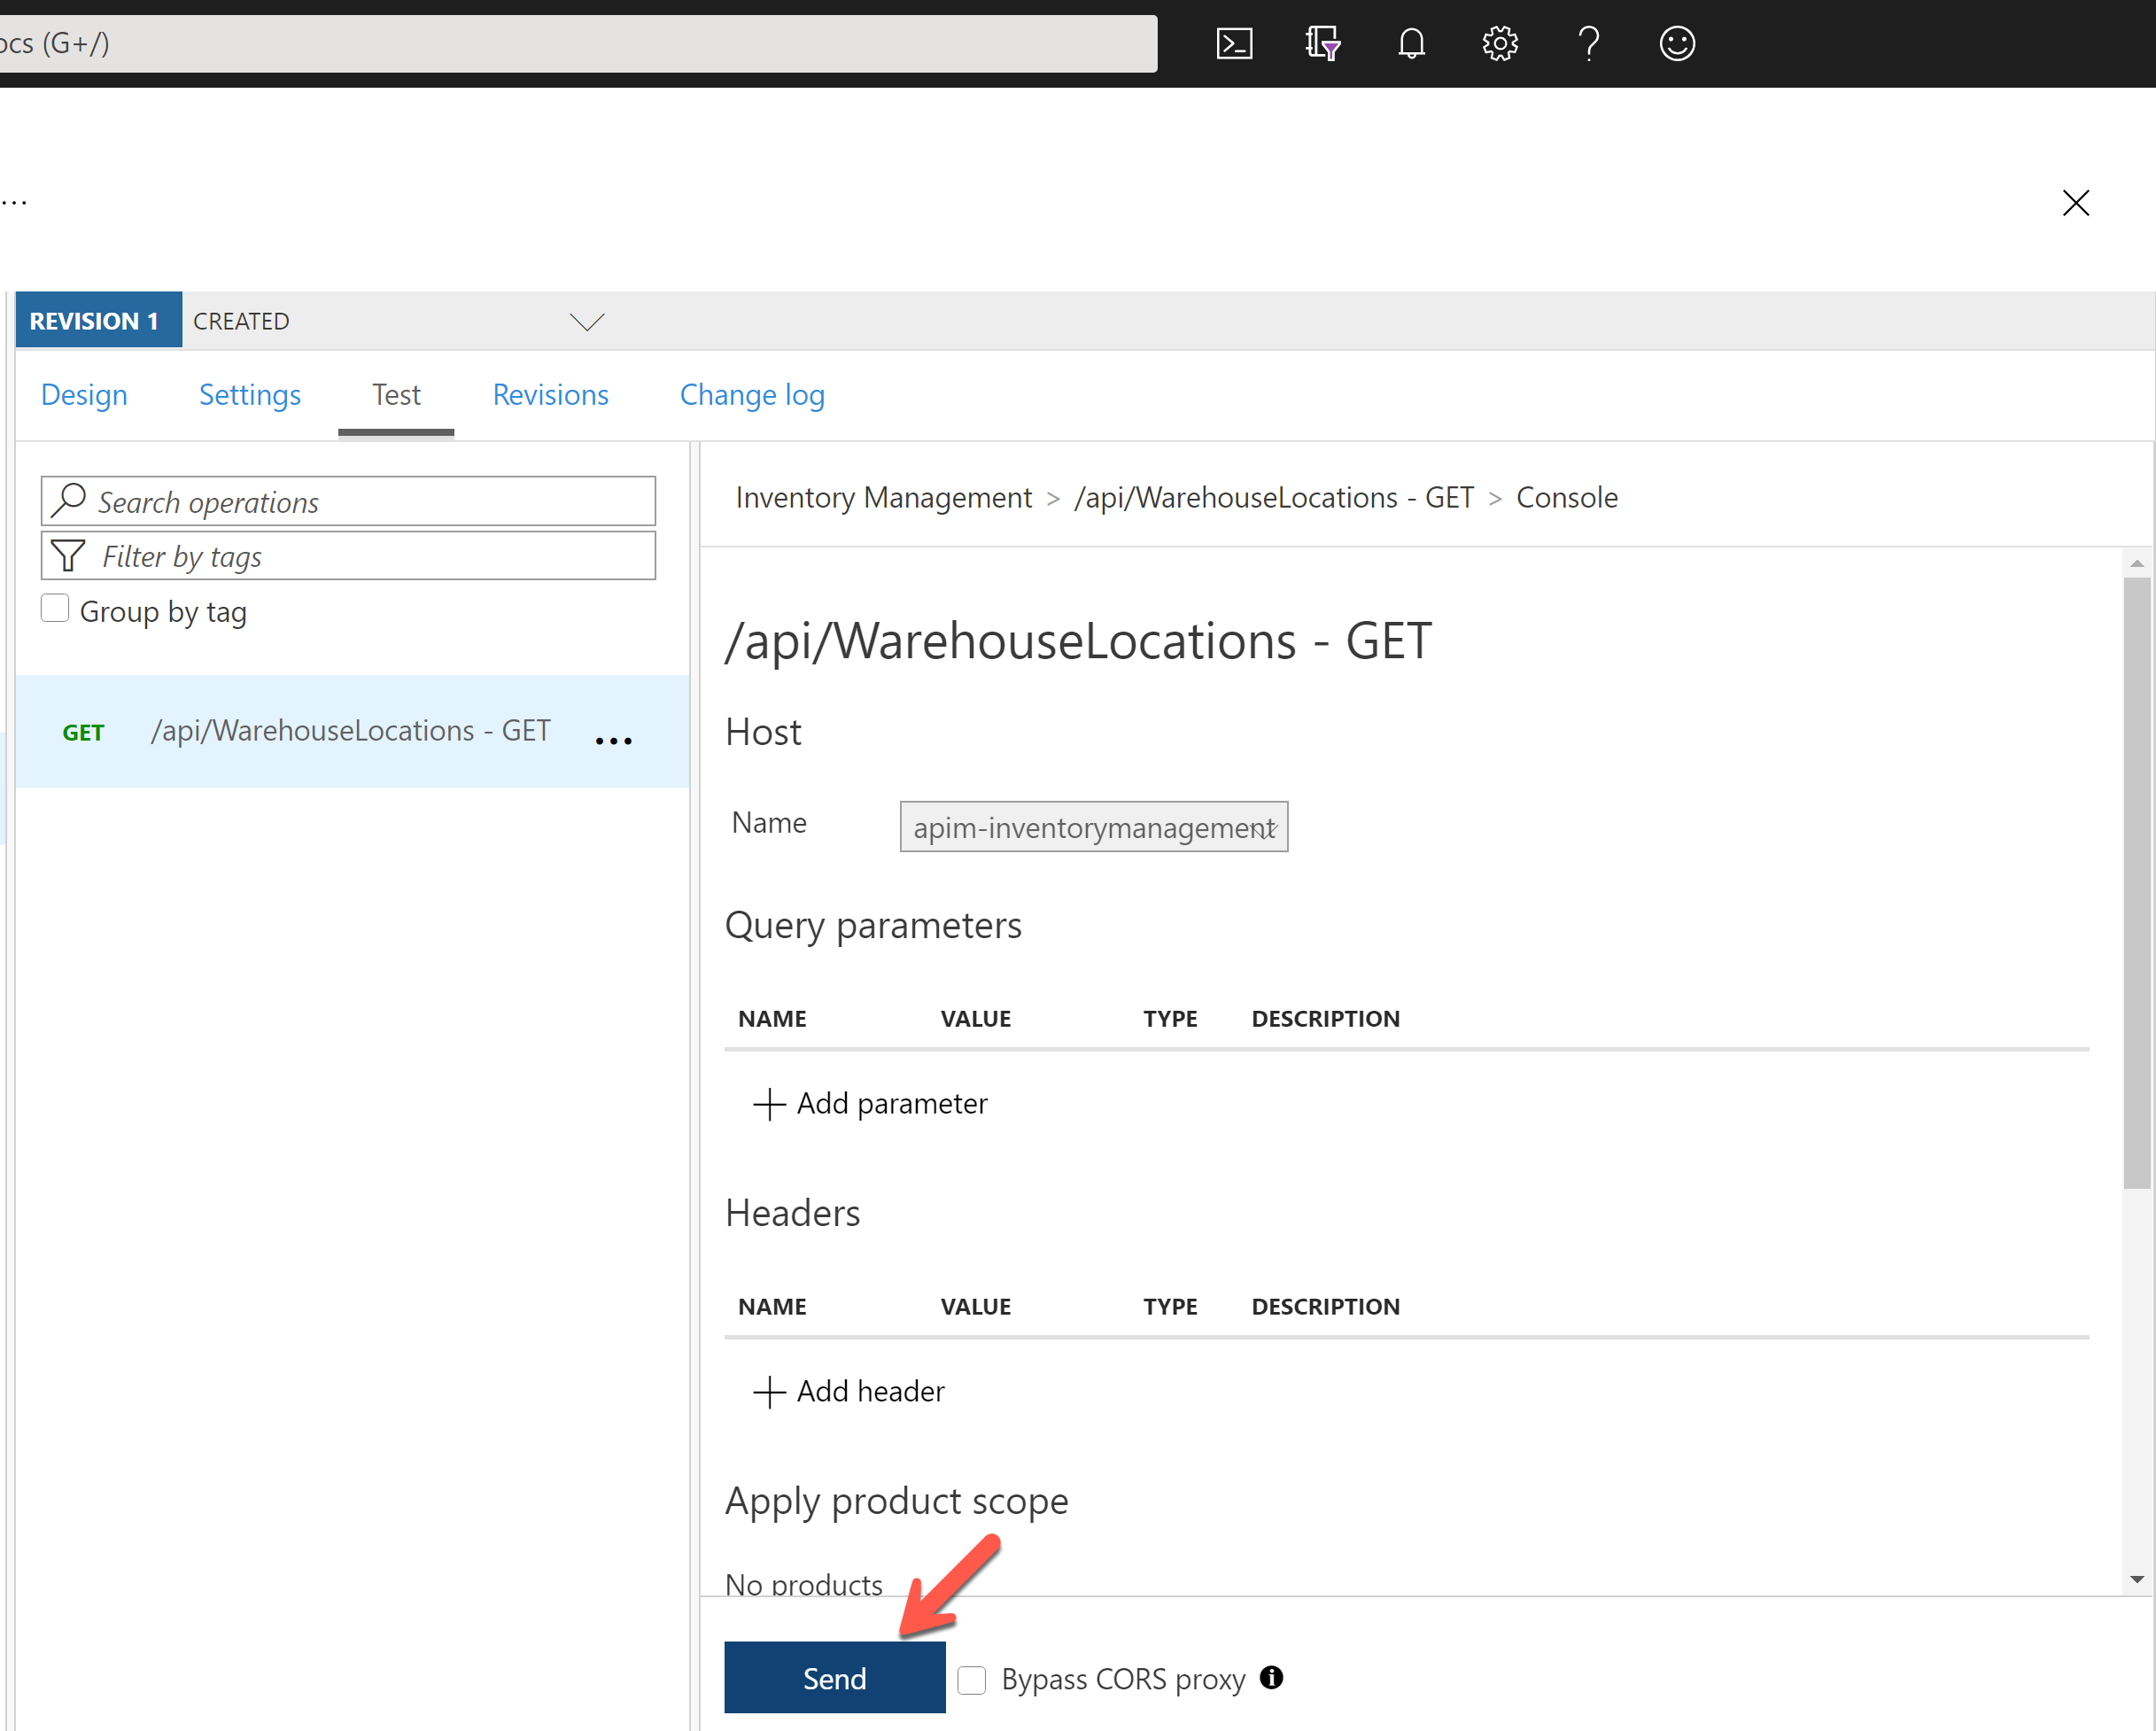 ocs (G+/)
...
REVISION 1 CREATED
Design Settings Test Revisions Change log
Search operations
Filter by tags
Group by tag
GET /api/WarehouseLocations - GET ...
Inventory Management > /api/WarehouseLocations - GET > Console
/api/WarehouseLocations - GET
Host
Name apim-inventorymanagement
Query parameters
NAME VALUE TYPE DESCRIPTION
Add parameter
Headers
NAME VALUE TYPE DESCRIPTION
Add header
Apply product scope
No products
Send Bypass CORS proxy